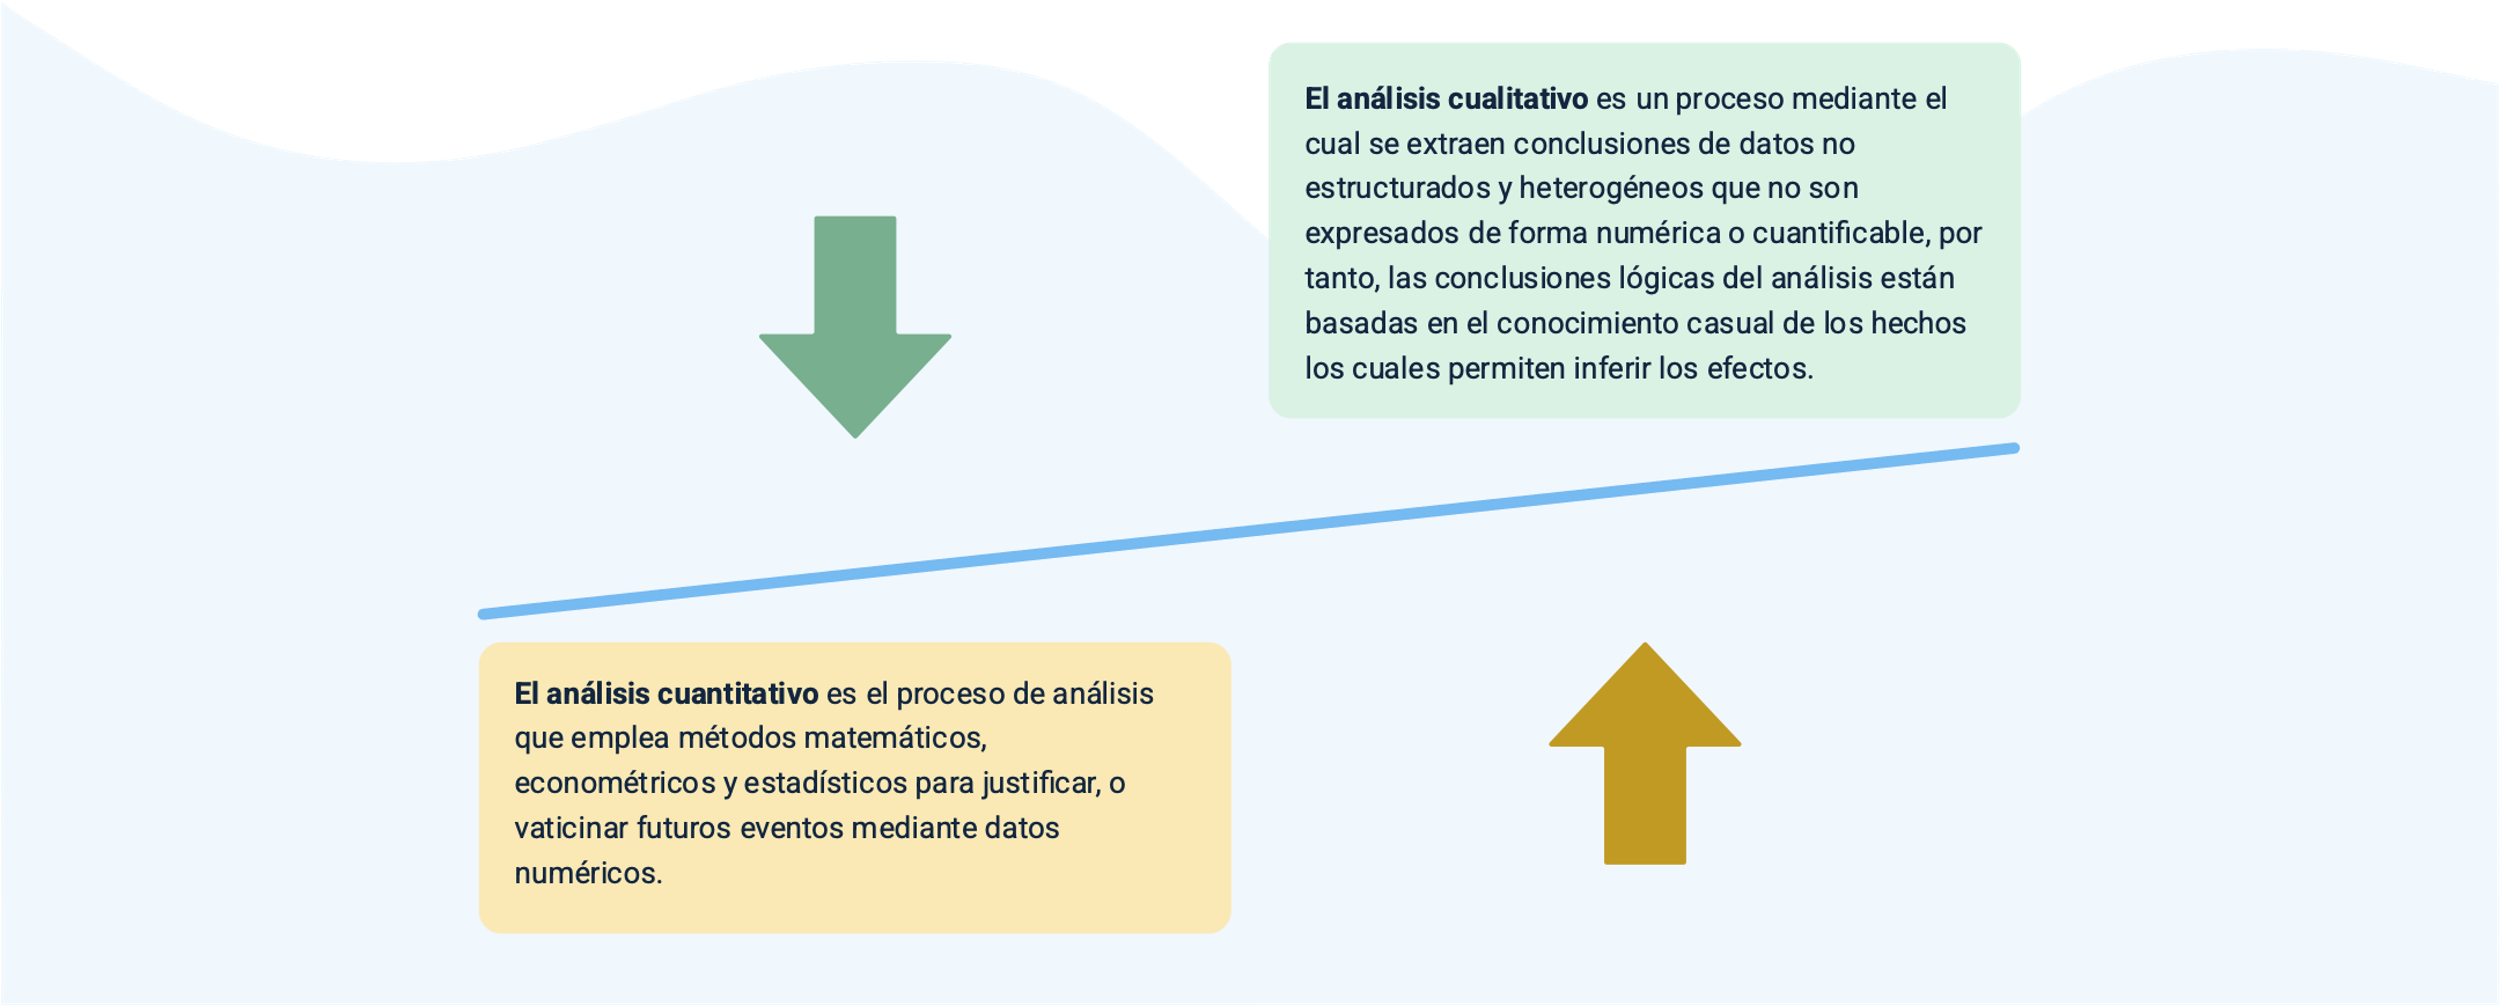 El análisis cualitativo es un proceso mediante el
cual se extraen conclusiones de datos no
estructurados y heterogéneos que no son
expresados de forma numérica o cuantificable, por
tanto, las conclusiones lógicas del análisis están
basadas en el conocimiento casual de los hechos
los cuales permiten inferir los efectos.
El análisis cuantitativo es el proceso de análisis
que emplea métodos matemáticos,
econométricos y estadísticos para justificar, o
vaticinar futuros eventos mediante datos
numéricos.